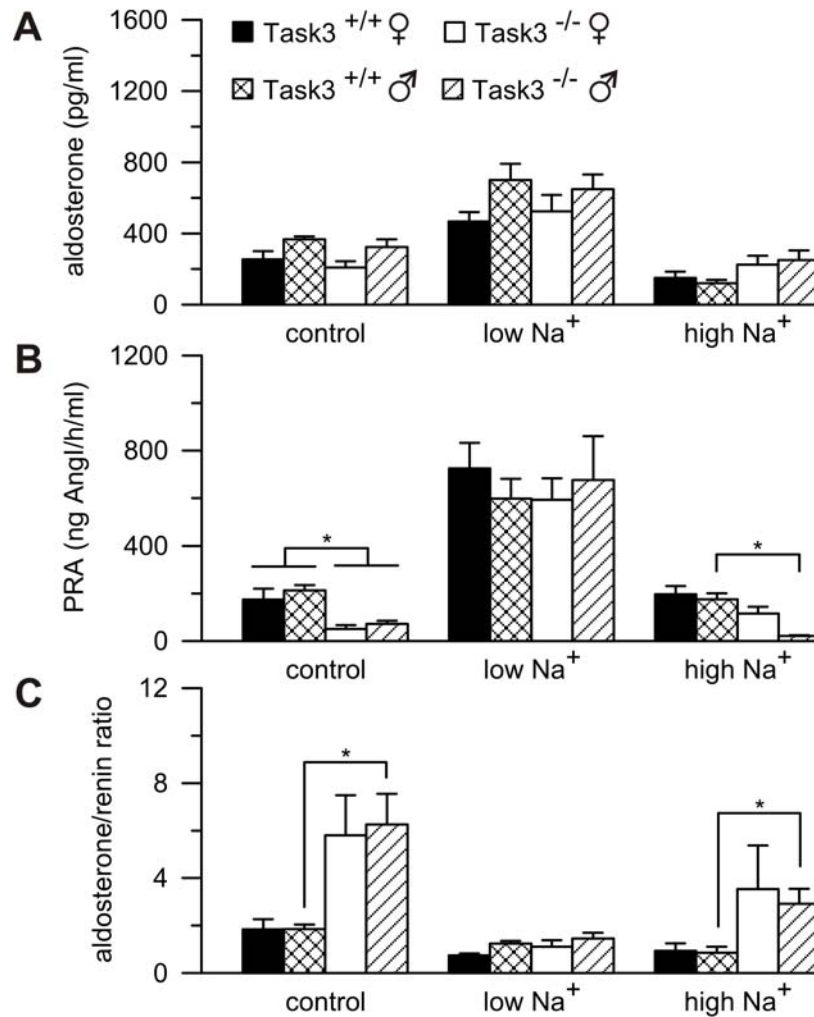 A
aldosterone (pg/ml)
1600
1200
800
400
0
Task3 +/+ ♀
Task3 -/- ♀
Task3 +/+ ♂
Task3 -/- ♂
control
low Na+
high Na+
B
PRA (ng AngI/h/ml)
1200
800
400
0
*
*
control
low Na+
high Na+
C
aldosterone/renin ratio
12
8
4
0
*
*
control
low Na+
high Na+